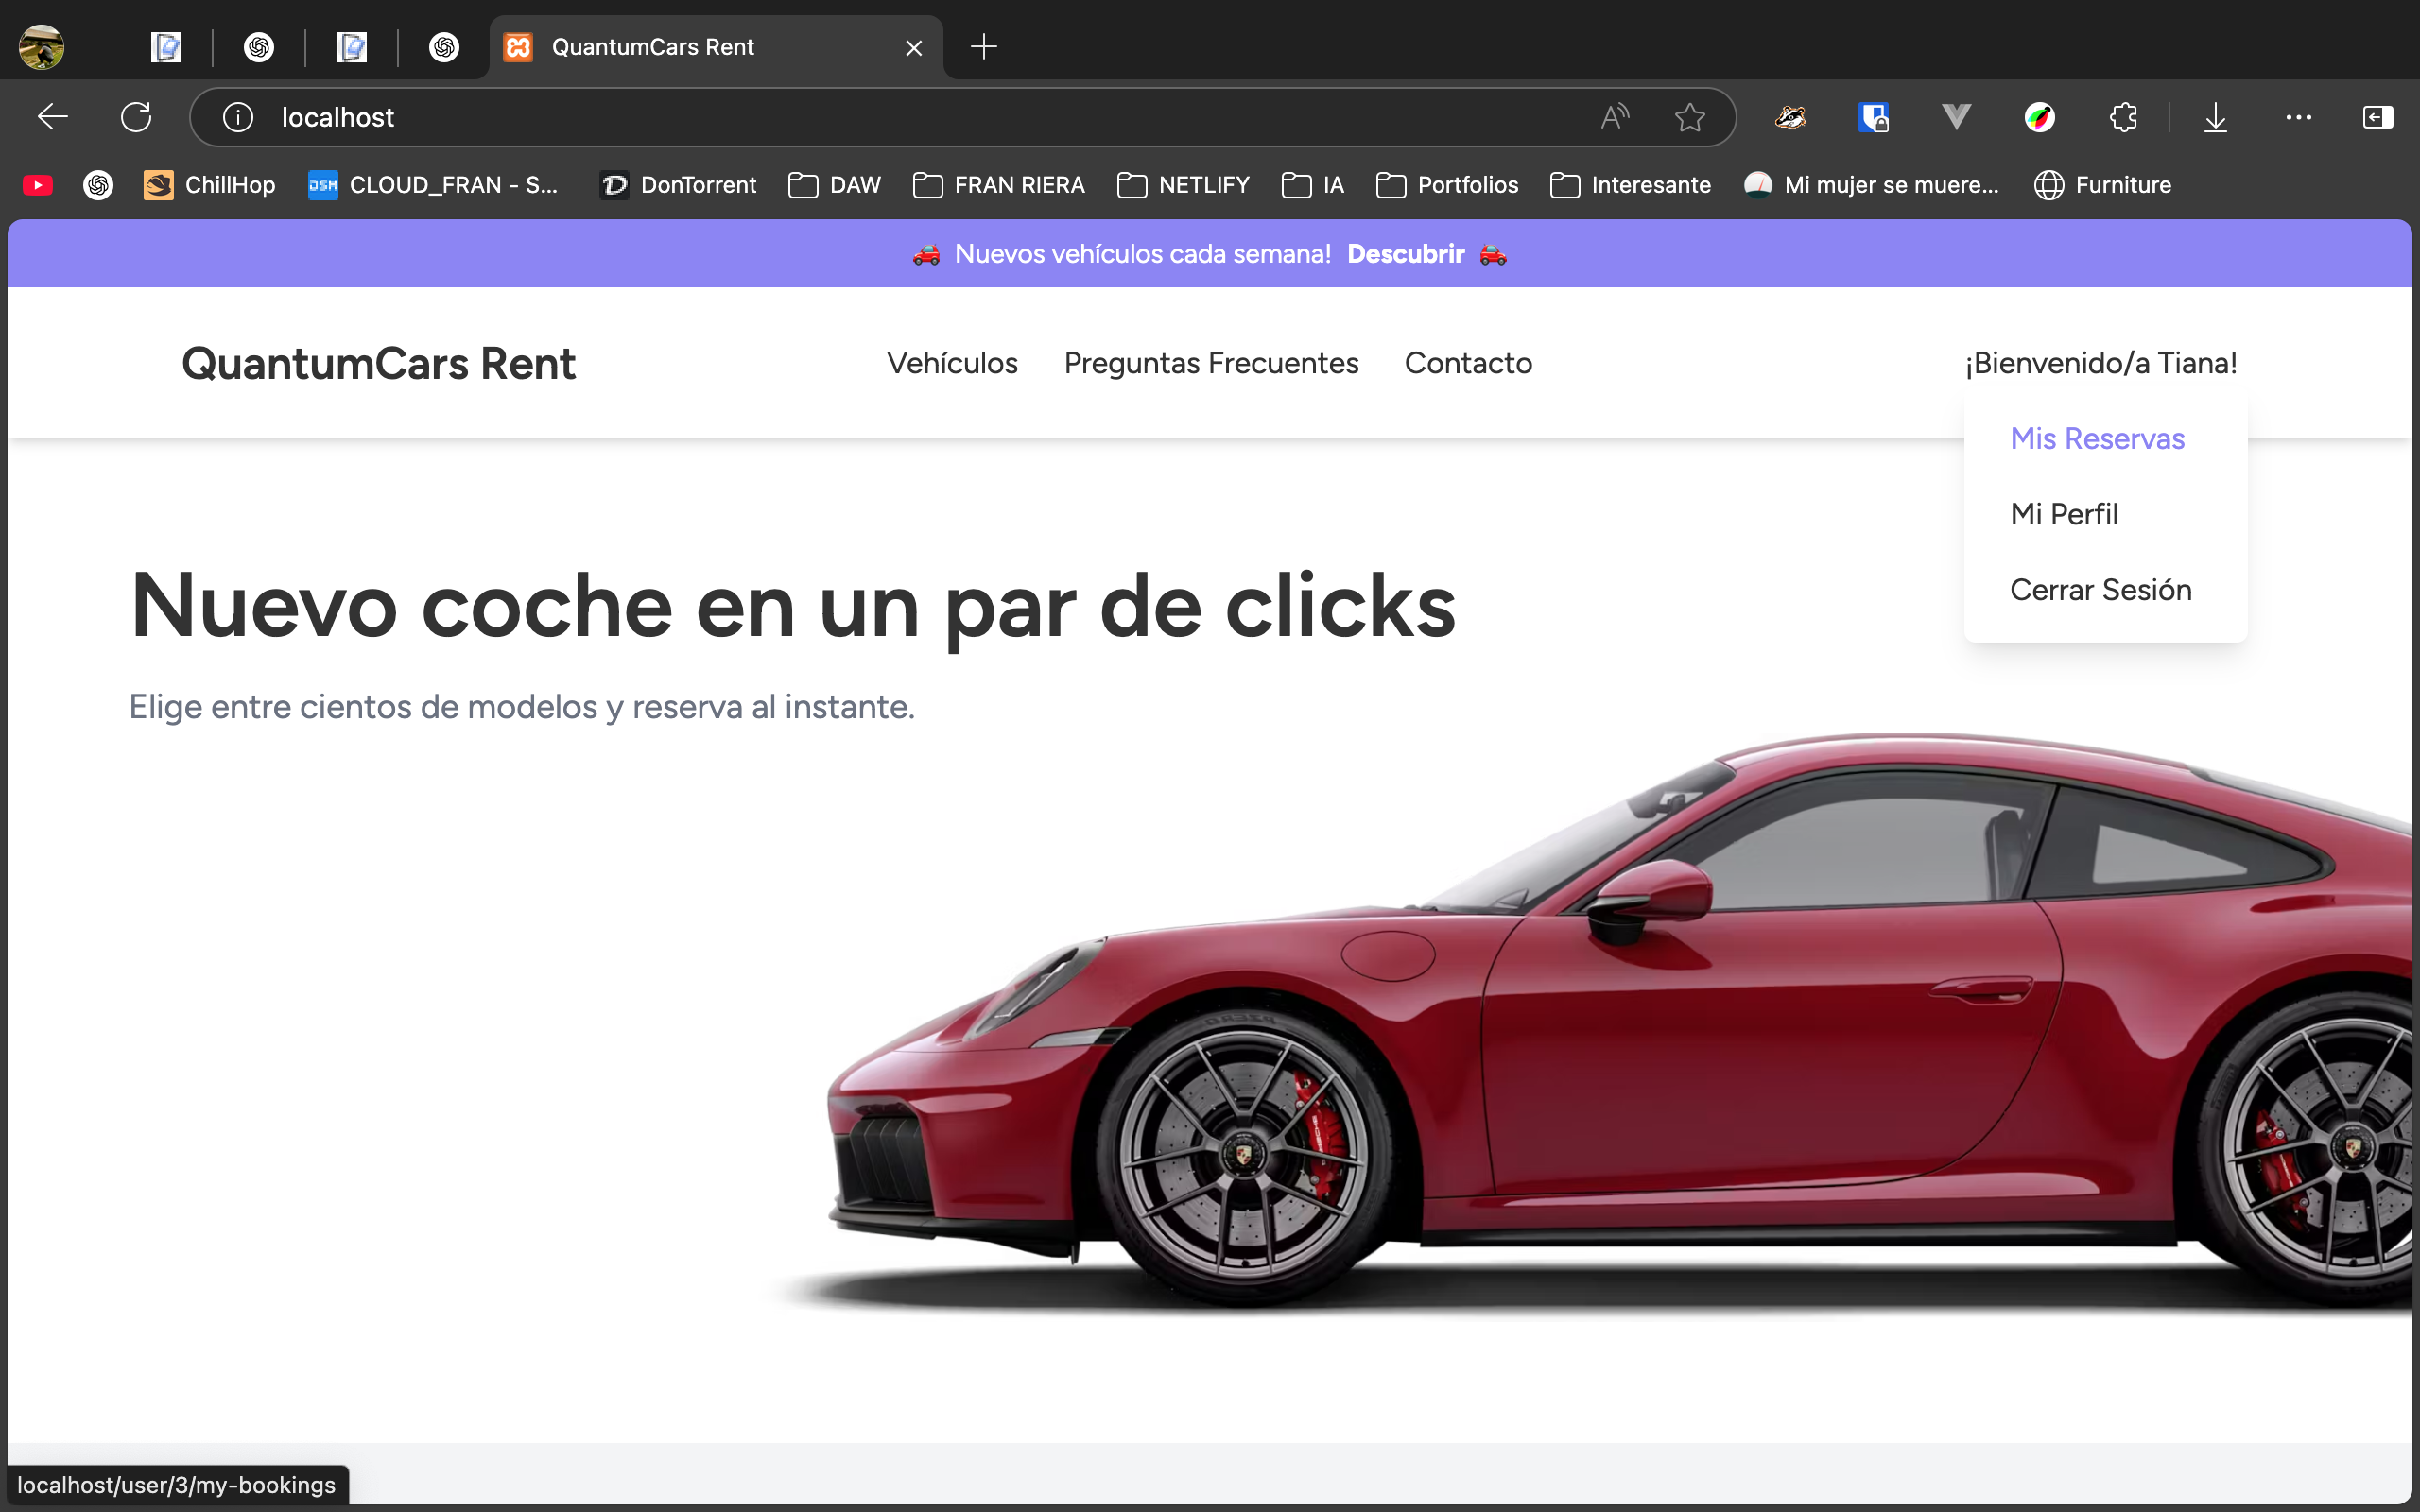 QuantumCars Rent
localhost
ChillHop
DSM
CLOUD_FRAN - S...
DonTorrent
DAW
FRAN RIERA
NETLIFY
IA
Portfolios
Interesante
Mi mujer se muere...
Furniture
Nuevos vehículos cada semana! Descubrir
QuantumCars Rent
Vehículos
Preguntas Frecuentes
Contacto
¡Bienvenido/a Tiana!
Mis Reservas
Mi Perfil
Cerrar Sesión
Nuevo coche en un par de clicks
Elige entre cientos de modelos y reserva al instante.
localhost/user/3/my-bookings